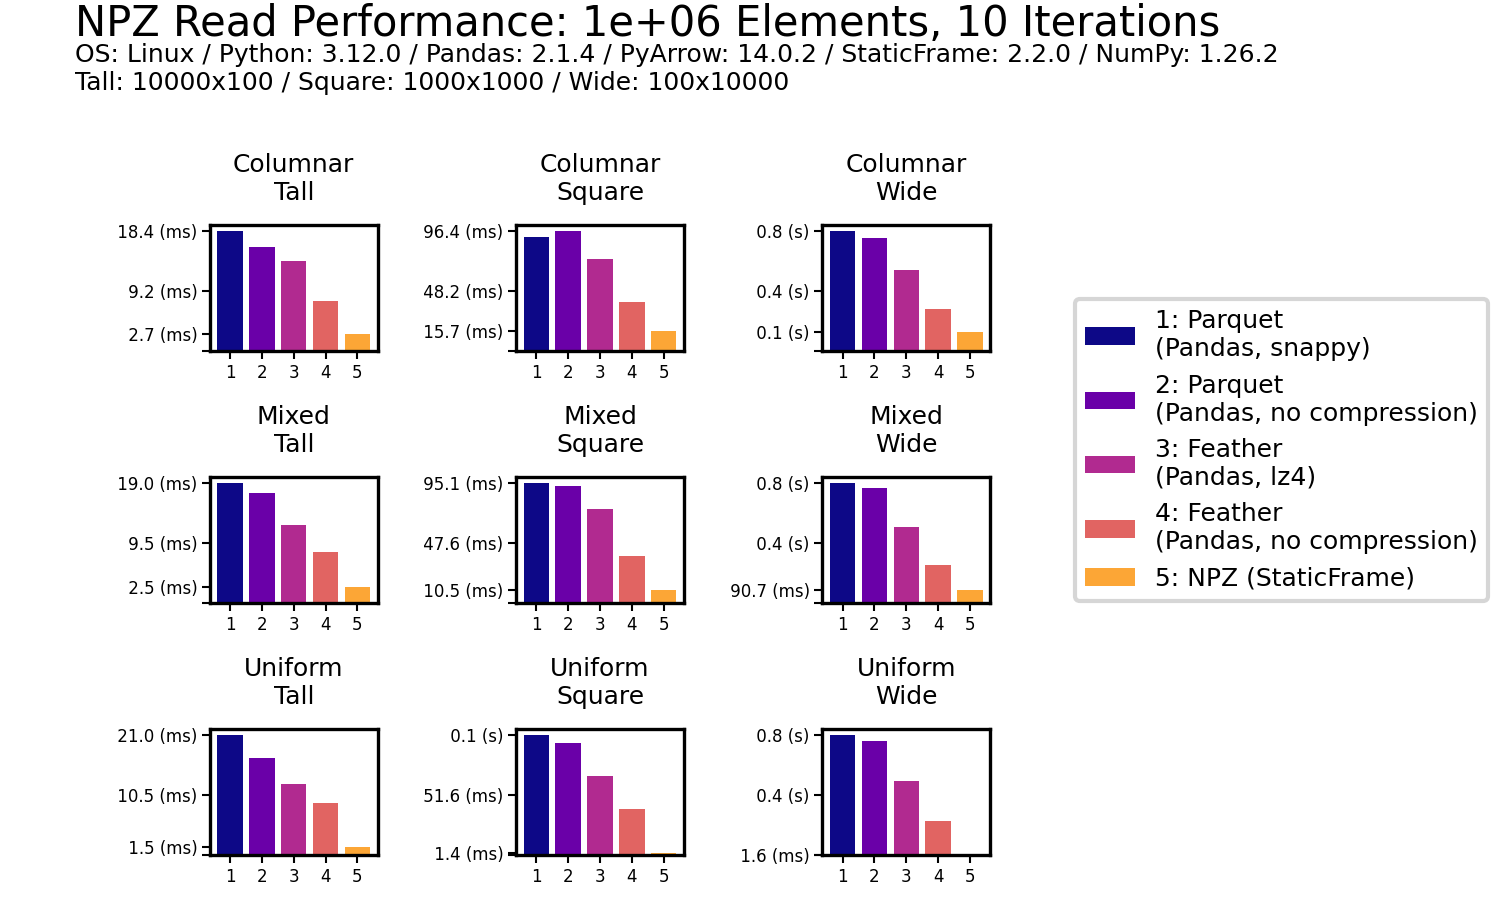 NPZ Read Performance: 1e+06 Elements, 10 Iterations
OS: Linux / Python: 3.12.0 / Pandas: 2.1.4 / PyArrow: 14.0.2 / StaticFrame: 2.2.0 / NumPy: 1.26.2
Tall: 10000x100 / Square: 1000x1000 / Wide: 100x10000
Columnar
Tall
18.4 (ms)
9.2 (ms)
2.7 (ms)
1 2 3 4 5
Columnar
Square
96.4 (ms)
48.2 (ms)
15.7 (ms)
1 2 3 4 5
Columnar
Wide
0.8 (s)
0.4 (s)
0.1 (s)
1 2 3 4 5
Mixed
Tall
19.0 (ms)
9.5 (ms)
2.5 (ms)
1 2 3 4 5
Mixed
Square
95.1 (ms)
47.6 (ms)
10.5 (ms)
1 2 3 4 5
Mixed
Wide
0.8 (s)
0.4 (s)
90.7 (ms)
1 2 3 4 5
Uniform
Tall
21.0 (ms)
10.5 (ms)
1.5 (ms)
1 2 3 4 5
Uniform
Square
0.1 (s)
51.6 (ms)
1.4 (ms)
1 2 3 4 5
Uniform
Wide
0.8 (s)
0.4 (s)
1.6 (ms)
1 2 3 4 5
1: Parquet
(Pandas, snappy)
2: Parquet
(Pandas, no compression)
3: Feather
(Pandas, lz4)
4: Feather
(Pandas, no compression)
5: NPZ (StaticFrame)